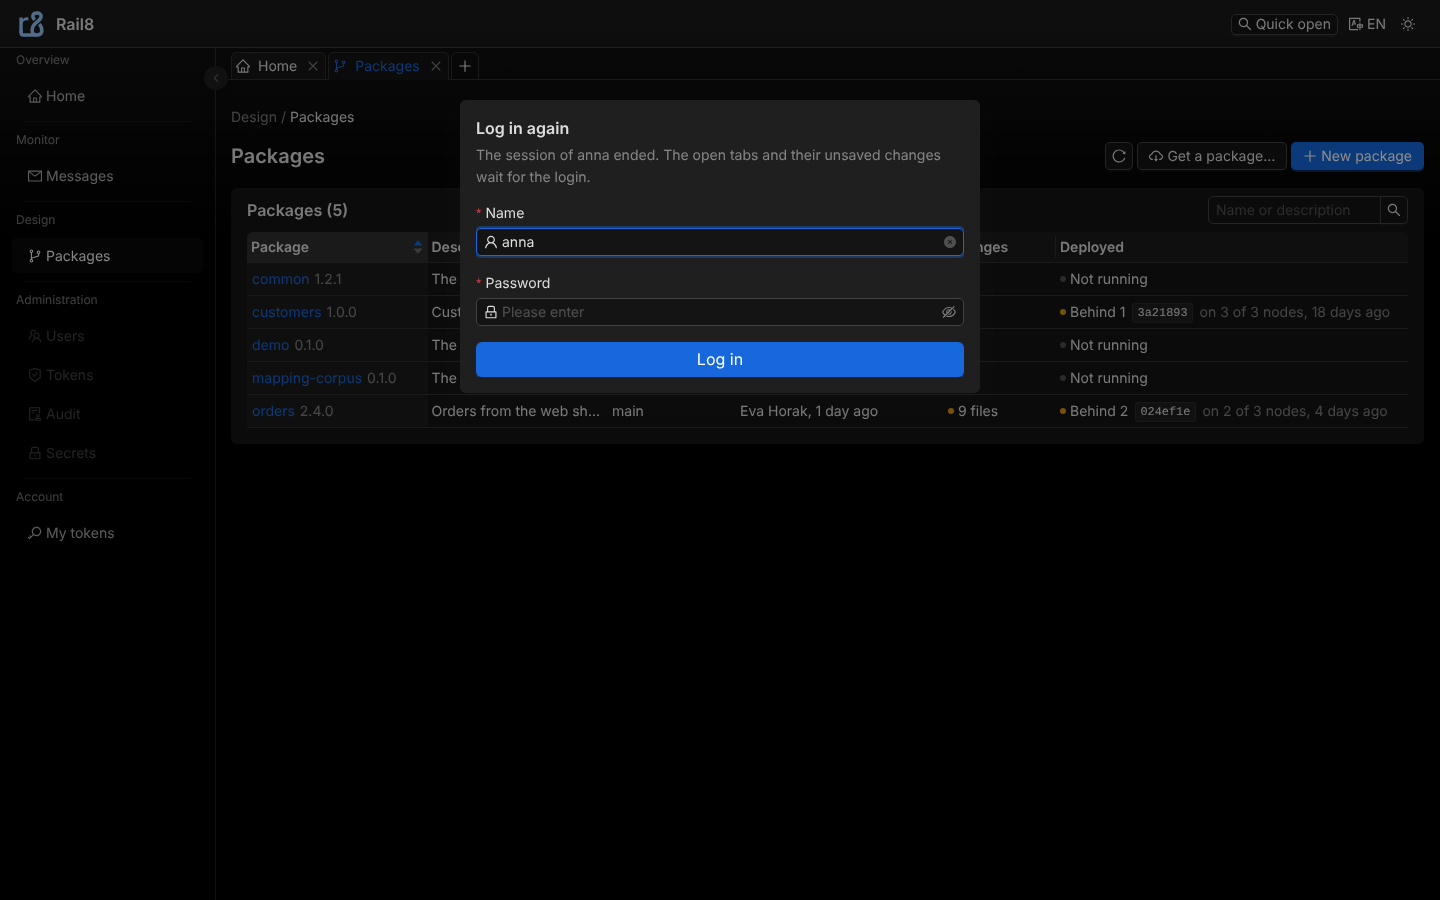 Rail8
Quick open
EN
Overview
Home
Monitor
Messages
Design
Packages
Administration
Users
Tokens
Audit
Secrets
Account
My tokens
Home
Packages
Design / Packages
Packages
Get a package...
New package
Packages (5)
Name or description
Package
Deployed
common 1.2.1
The
Not running
customers 1.0.0
Behind 1 3a21893 on 3 of 3 nodes, 18 days ago
demo 0.1.0
The
Not running
mapping-corpus 0.1.0
The
Not running
orders 2.4.0
Orders from the web sh...
main
Eva Horak, 1 day ago
9 files
Behind 2 024ef1e on 2 of 3 nodes, 4 days ago
Log in again
The session of anna ended. The open tabs and their unsaved changes
wait for the login.
* Name
anna
* Password
Please enter
Log in